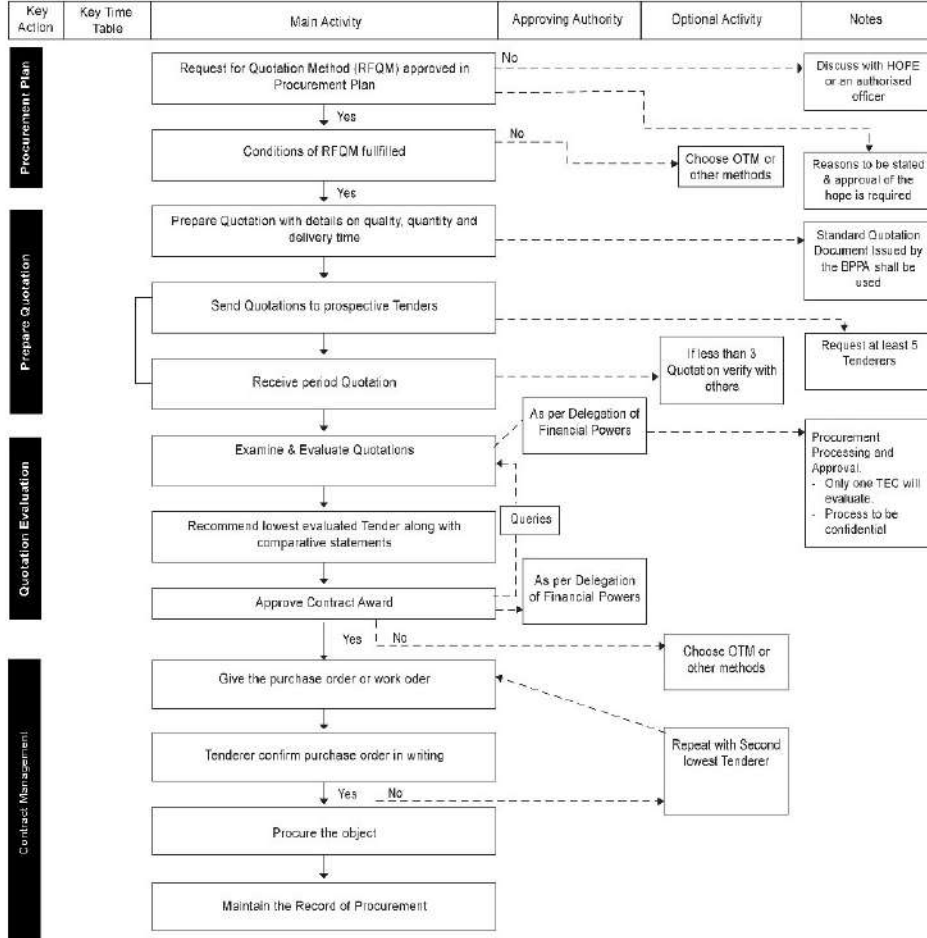 Key
Action
Key Time
Table
Main Activity
Approving Authority
Optional Activity
Notes
Procurement Plan
Request for Quotation Method (RFQM) approved in
Procurement Plan
No
Discuss with HOPE
or an authorised
officer
Yes
Conditions of RFQM fullfilled
No
Choose OTM or
other methods
Reasons to be stated
& approval of the
hope is required
Yes
Prepare Quotation
Prepare Quotation with details on quality, quantity and
delivery time
Standard Quotation
Document Issued by
the BPPA shall be
used
Send Quotations to prospective Tenders
Request at least 5
Tenderers
Receive period Quotation
If less than 3
Quotation verify with
others
Quotation Evaluation
Examine & Evaluate Quotations
As per Delegation of
Financial Powers
Procurement
Processing and
Approval.
- Only one TEC will
evaluate.
- Process to be
confidential
Queries
Recommend lowest evaluated Tender along with
comparative statements
Approve Contract Award
As per Delegation
of Financial Powers
Yes
No
Choose OTM or
other methods
Contract Management
Give the purchase order or work oder
Tenderer confirm purchase order in writing
Repeat with Second
lowest Tenderer
Yes
No
Procure the object
Maintain the Record of Procurement